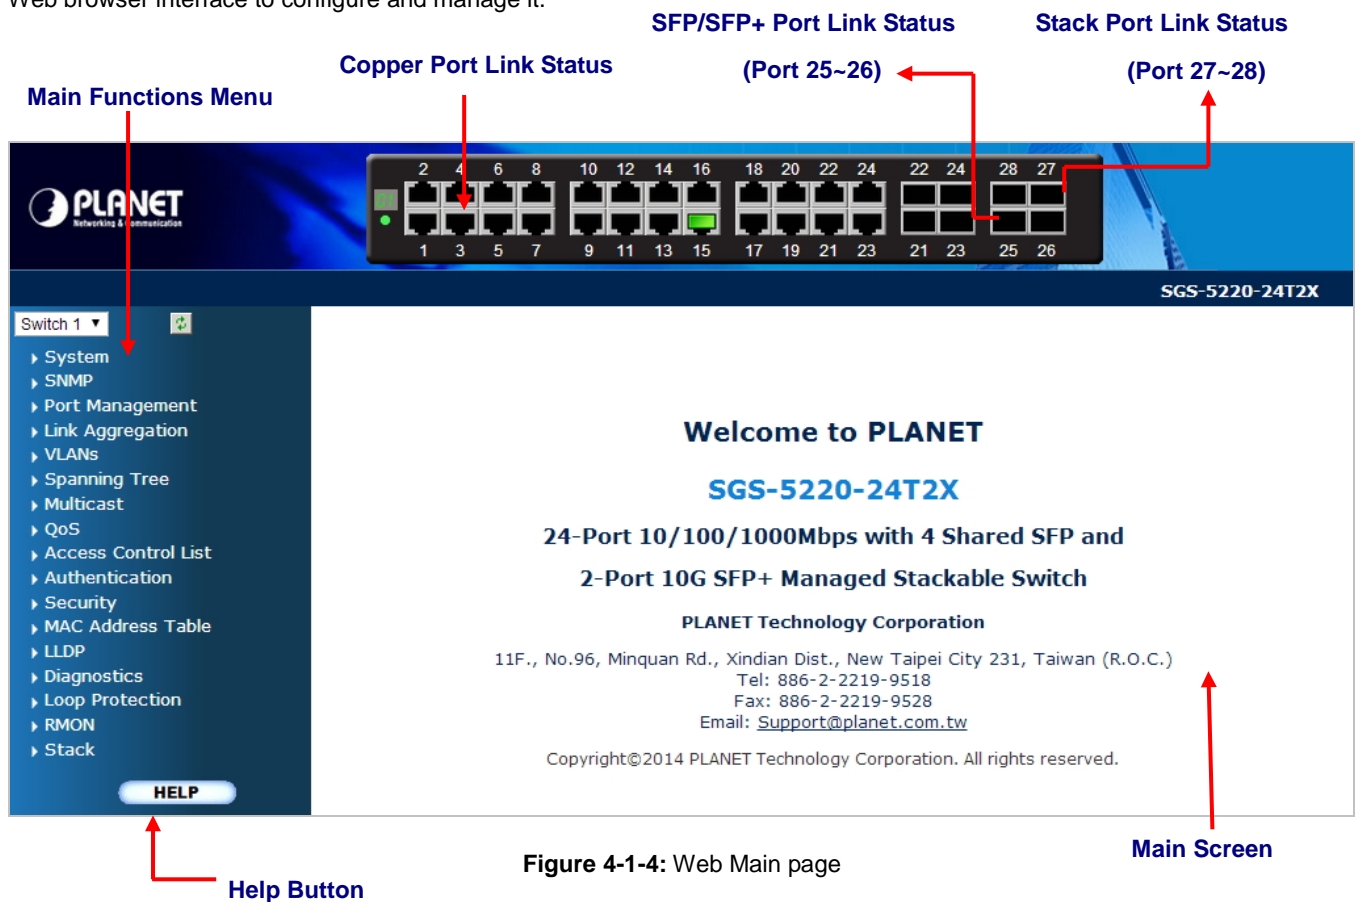 Web browser interface to configure and manage it.
SFP/SFP+ Port Link Status
(Port 25~26)
Stack Port Link Status
(Port 27~28)
Copper Port Link Status
Main Functions Menu
PLANET
Networking & Communication
2 4 6 8 10 12 14 16 18 20 22 24 22 24 28 27
1 3 5 7 9 11 13 15 17 19 21 23 21 23 25 26
SGS-5220-24T2X
Switch 1
System
SNMP
Port Management
Link Aggregation
VLANs
Spanning Tree
Multicast
QoS
Access Control List
Authentication
Security
MAC Address Table
LLDP
Diagnostics
Loop Protection
RMON
Stack
HELP
Welcome to PLANET
SGS-5220-24T2X
24-Port 10/100/1000Mbps with 4 Shared SFP and
2-Port 10G SFP+ Managed Stackable Switch
PLANET Technology Corporation
11F., No.96, Minquan Rd., Xindian Dist., New Taipei City 231, Taiwan (R.O.C.)
Tel: 886-2-2219-9518
Fax: 886-2-2219-9528
Email: Support@planet.com.tw
Copyright©2014 PLANET Technology Corporation. All rights reserved.
Main Screen
Figure 4-1-4: Web Main page
Help Button